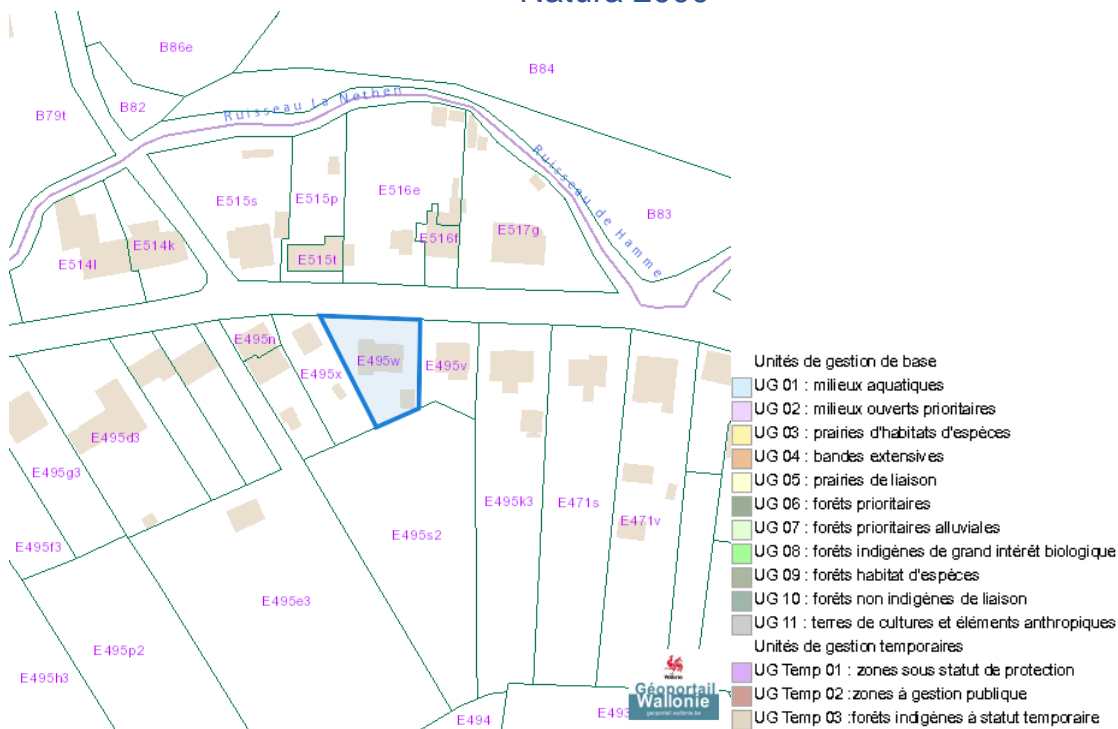 Natura 2000
B86e
B84
B82
B79t
Ruisseau La Nothen
Ruisseau de Hamme
E515s
E515p
E516e
B83
E514l
E514k
E515t
E516f
E517g
E495n
E495x
E495w
E495v
E495d3
E495g3
E495k3
E471s
E471v
E495s2
E495f3
E495e3
E495p2
E495h3
E494
E493
Wallonie
Géoportail
Wallonie
geoportail.wallonie.be
Unités de gestion de base
UG 01 : milieux aquatiques
UG 02 : milieux ouverts prioritaires
UG 03 : prairies d'habitats d'espèces
UG 04 : bandes extensives
UG 05 : prairies de liaison
UG 06 : forêts prioritaires
UG 07 : forêts prioritaires alluviales
UG 08 : forêts indigènes de grand intérêt biologique
UG 09 : forêts habitat d'espèces
UG 10 : forêts non indigènes de liaison
UG 11 : terres de cultures et éléments anthropiques
Unités de gestion temporaires
UG Temp 01 : zones sous statut de protection
UG Temp 02 :zones à gestion publique
UG Temp 03 :forêts indigènes à statut temporaire